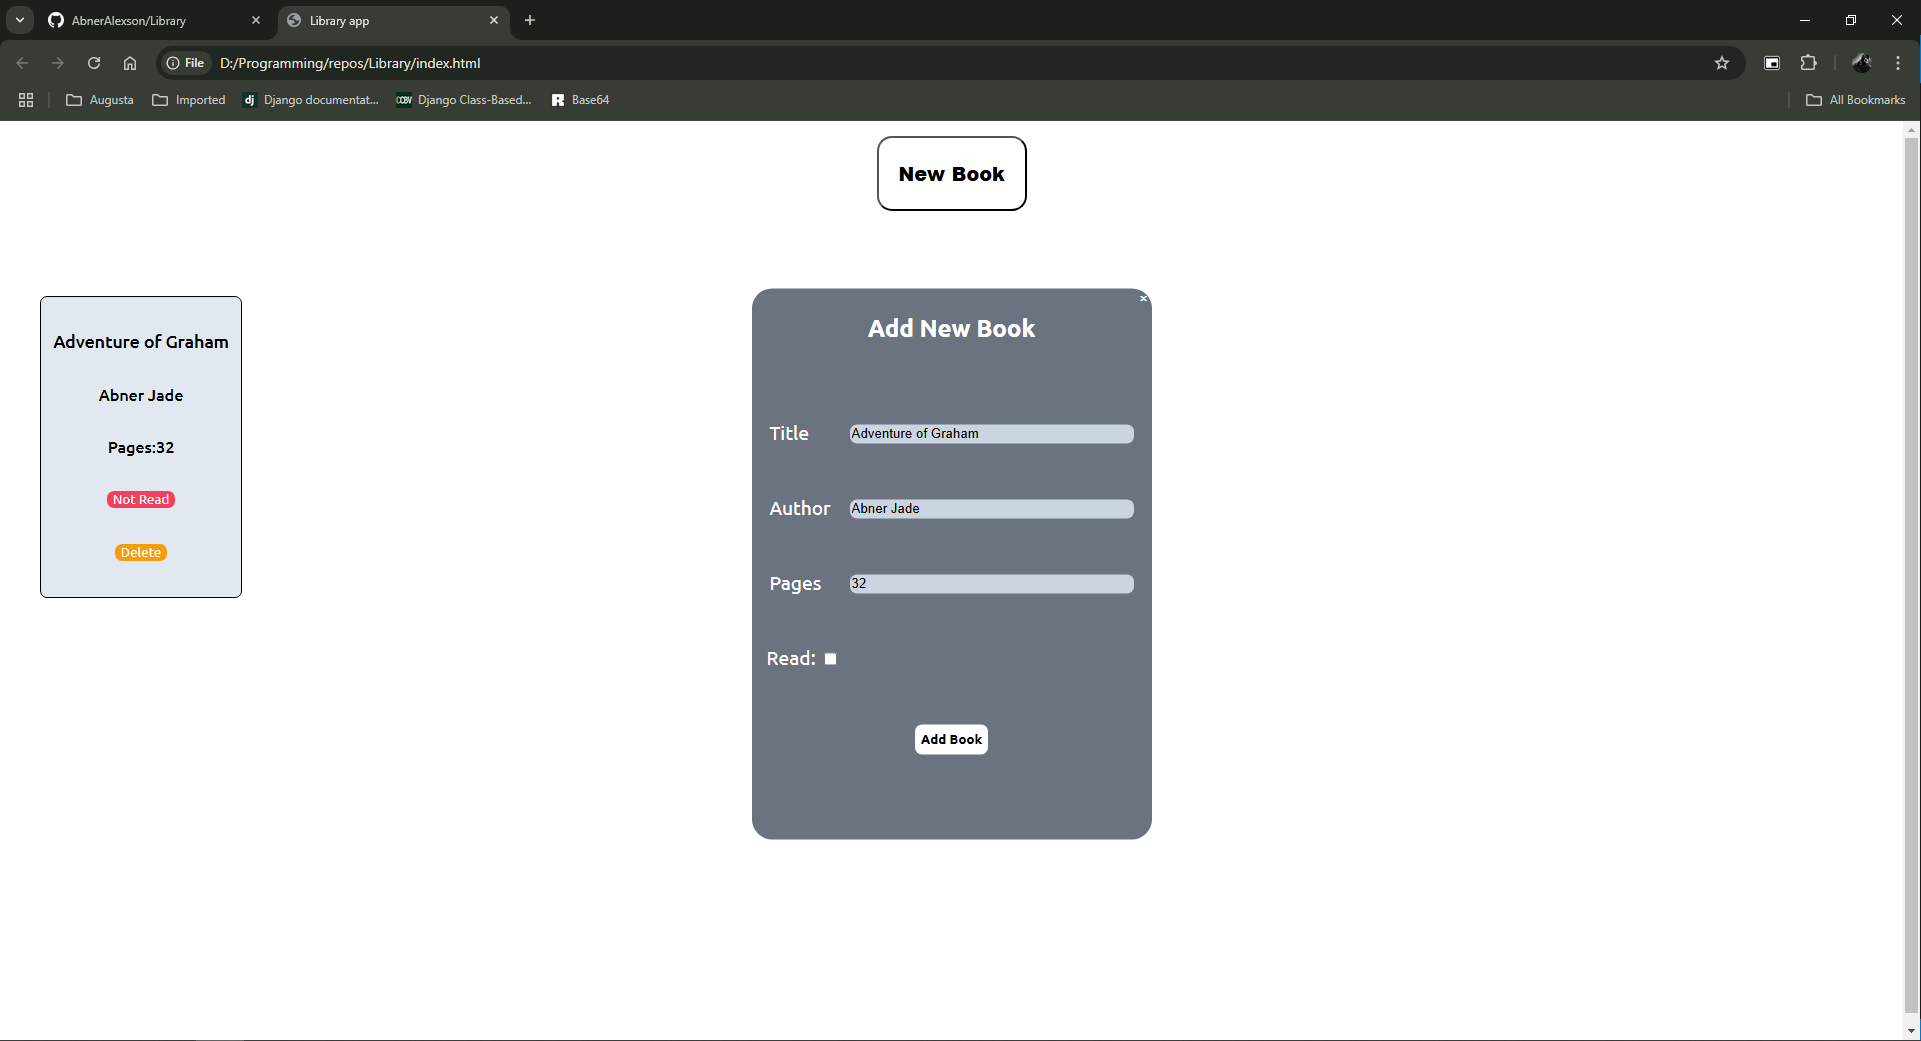 AbnerAlexson/Library
Library app
File D:/Programming/repos/Library/index.html
Augusta Imported Django documentat... Django Class-Based... Base64 All Bookmarks
New Book
Adventure of Graham
Abner Jade
Pages:32
Not Read
Delete
×
Add New Book
Title Adventure of Graham
Author Abner Jade
Pages 32
Read:
Add Book